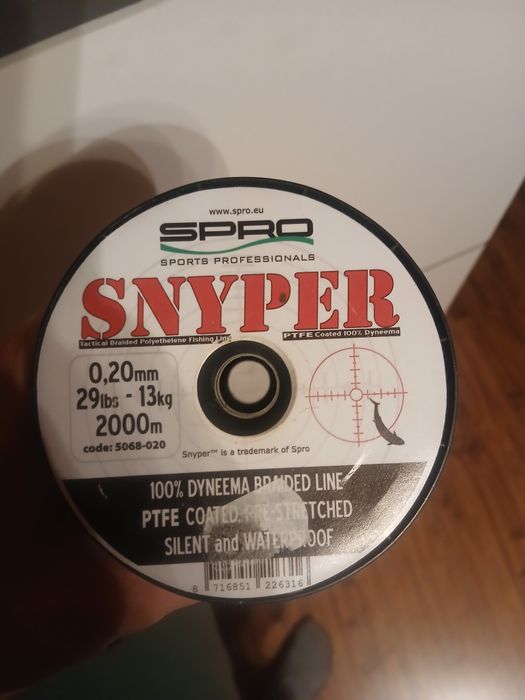 www.spro.eu
SPRO
SPORTS PROFESSIONALS
SNYPER
Tactical Braided Polyethelene Fishing Line
PTFE Coated 100% Dyneema
0,20mm
29lbs - 13kg
2000m
code: 5068-020
Snyper™ is a trademark of Spro
100% DYNEEMA BRAIDED LINE
PTFE COATED, PRE-STRETCHED
SILENT and WATERPROOF
8 716851 226316